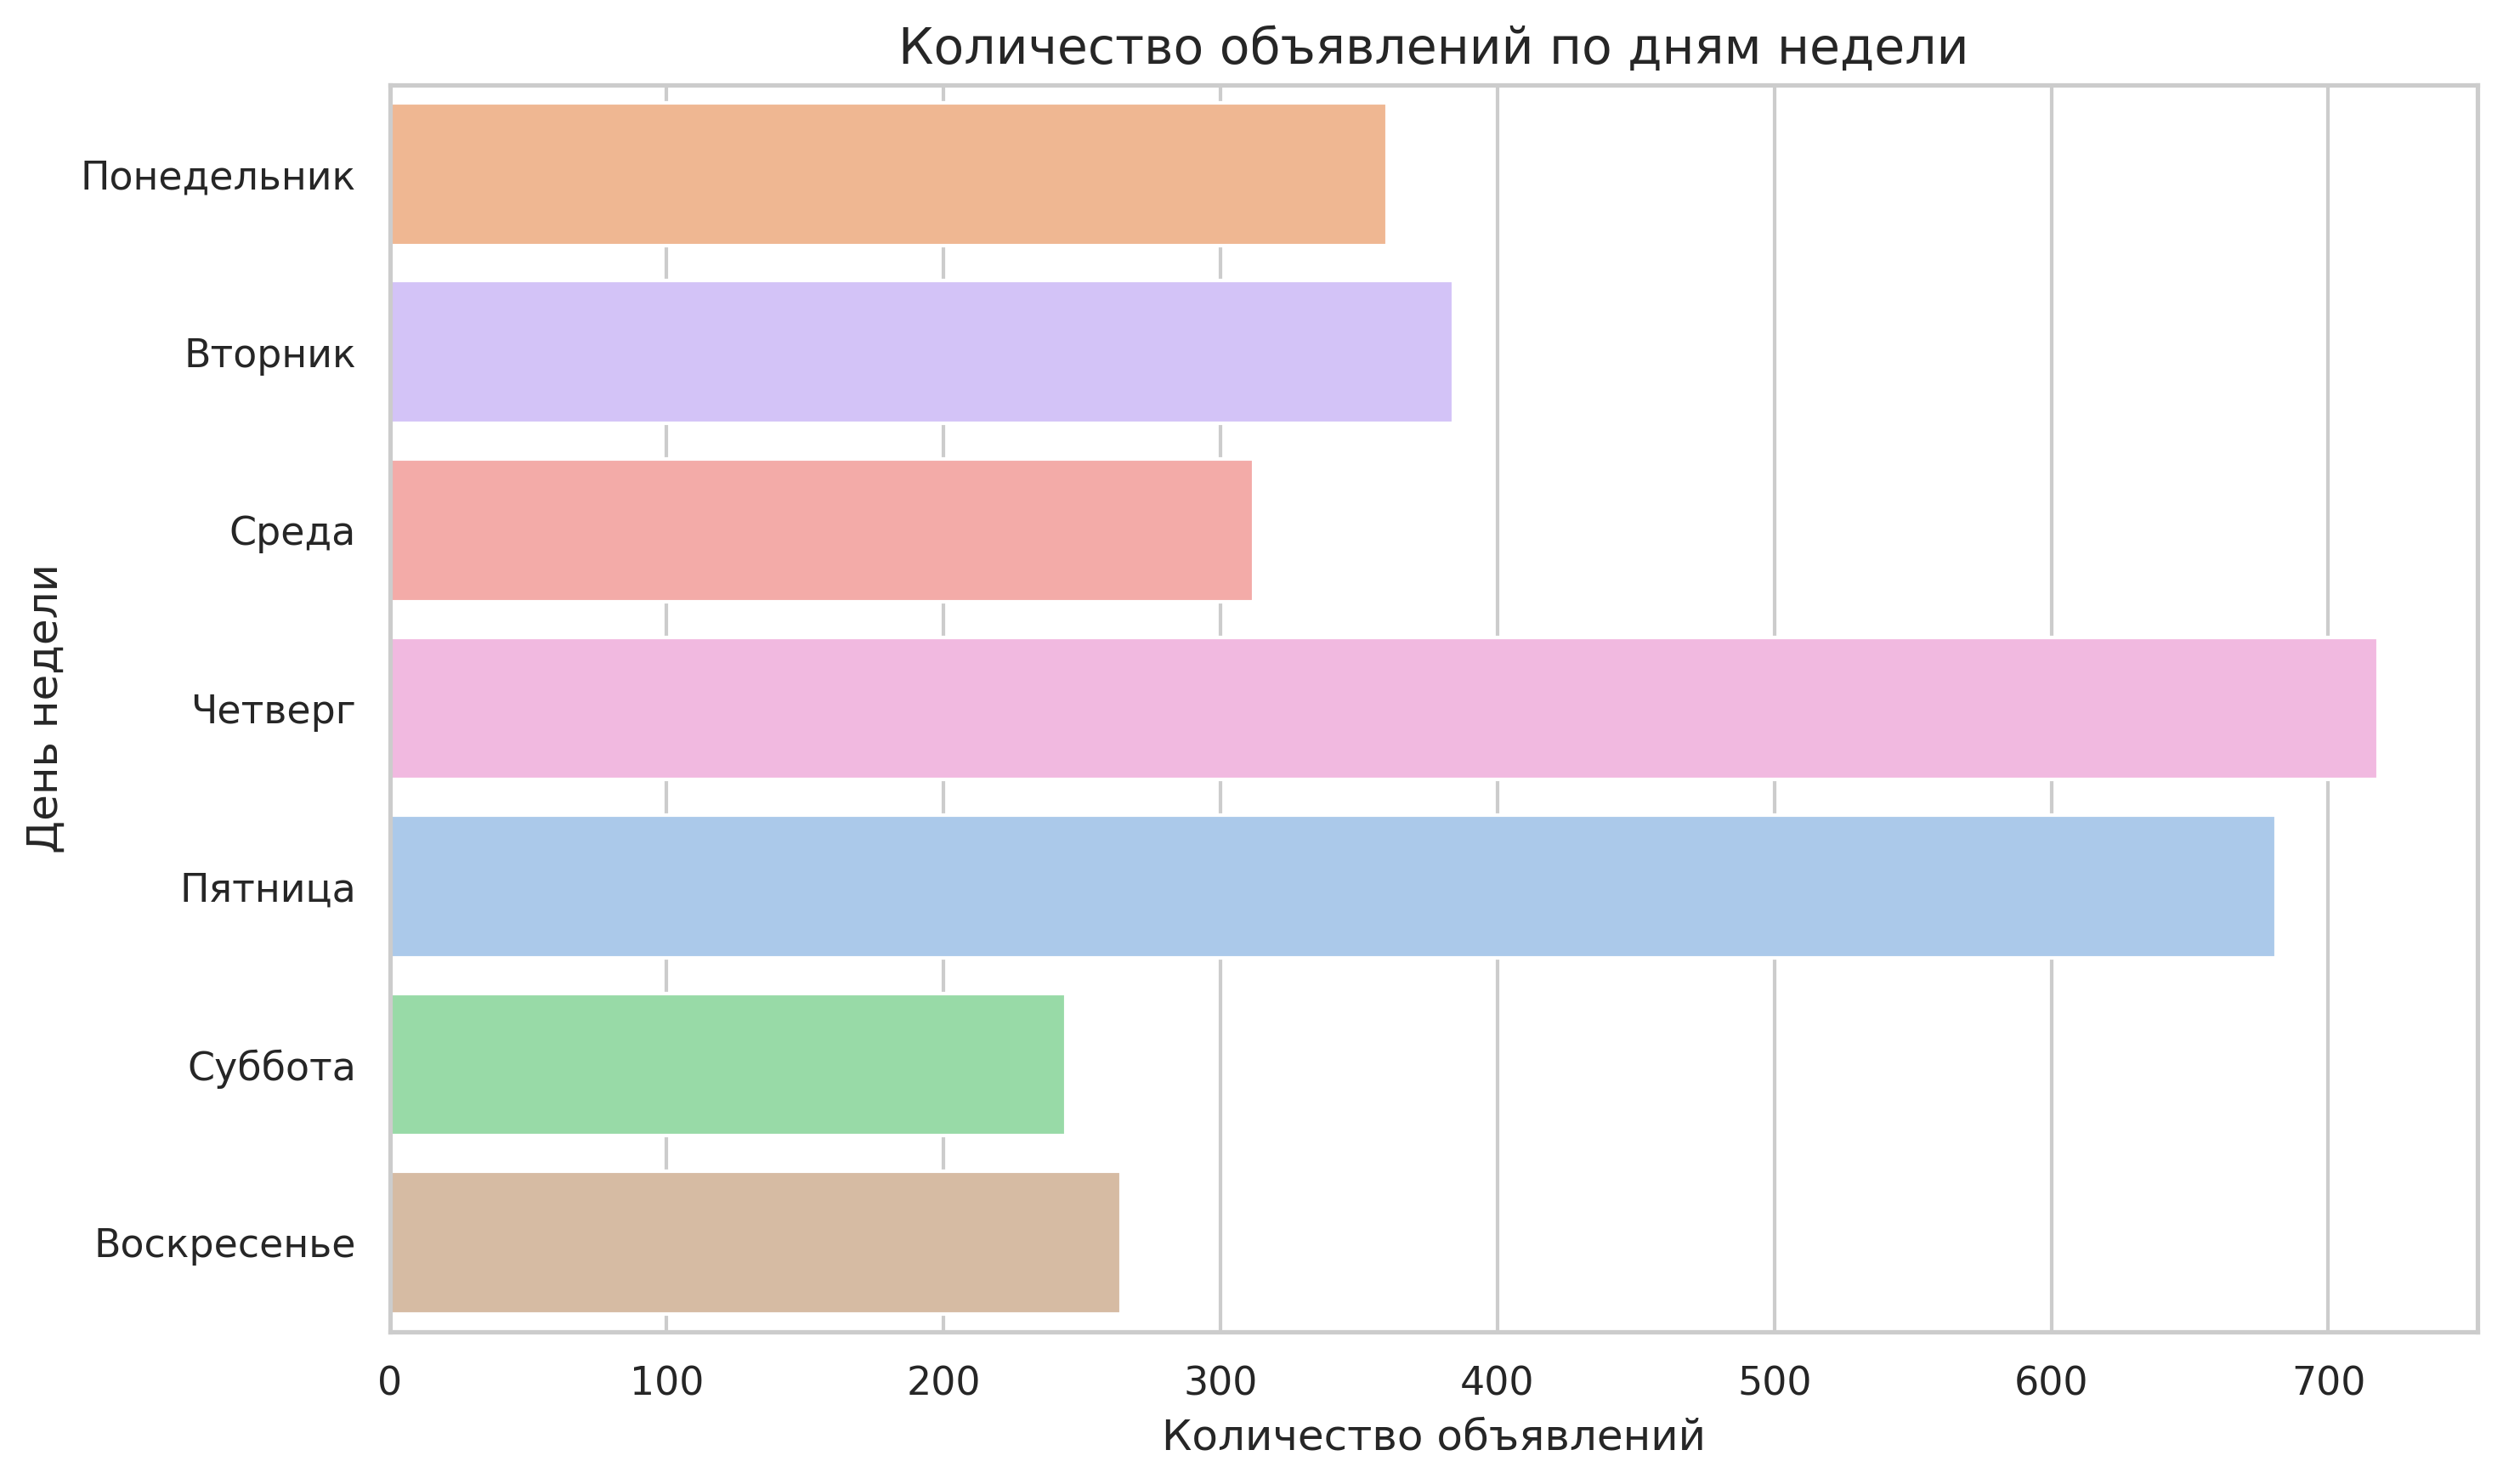 Количество объявлений по дням недели
Понедельник
Вторник
Среда
Четверг
Пятница
Суббота
Воскресенье
День недели
0 100 200 300 400 500 600 700
Количество объявлений